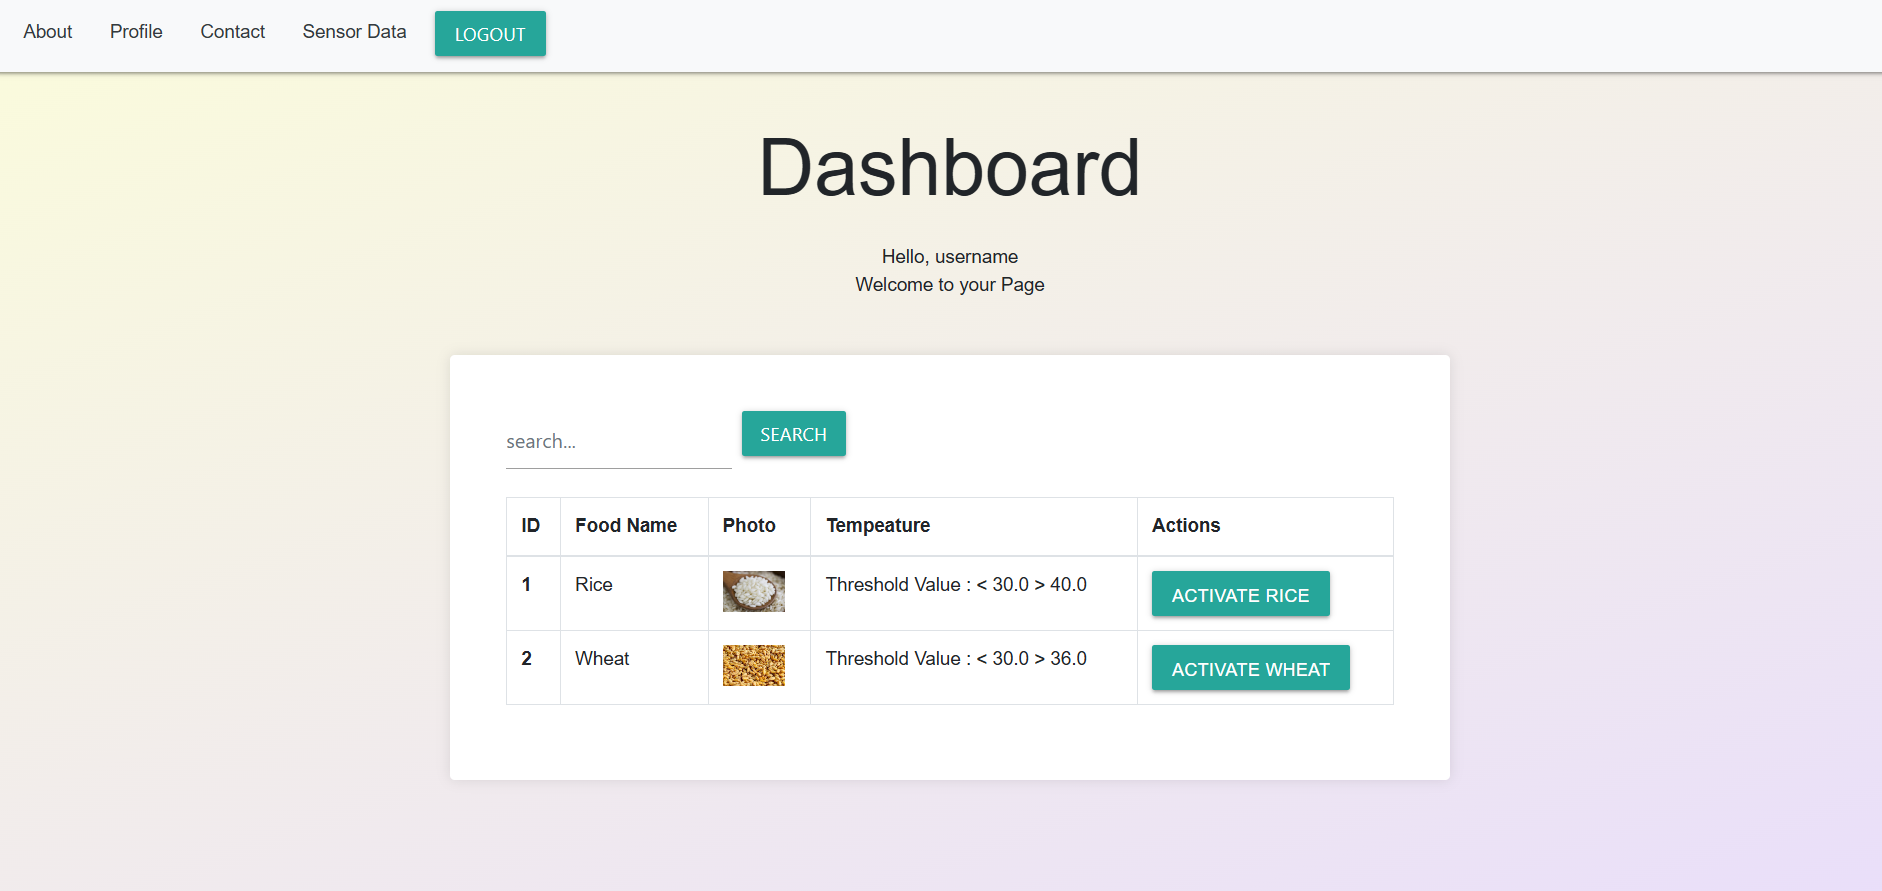 About Profile Contact Sensor Data LOGOUT
Dashboard
Hello, username
Welcome to your Page
search... SEARCH
ID Food Name Photo Tempeature Actions
1 Rice Threshold Value : < 30.0 > 40.0 ACTIVATE RICE
2 Wheat Threshold Value : < 30.0 > 36.0 ACTIVATE WHEAT